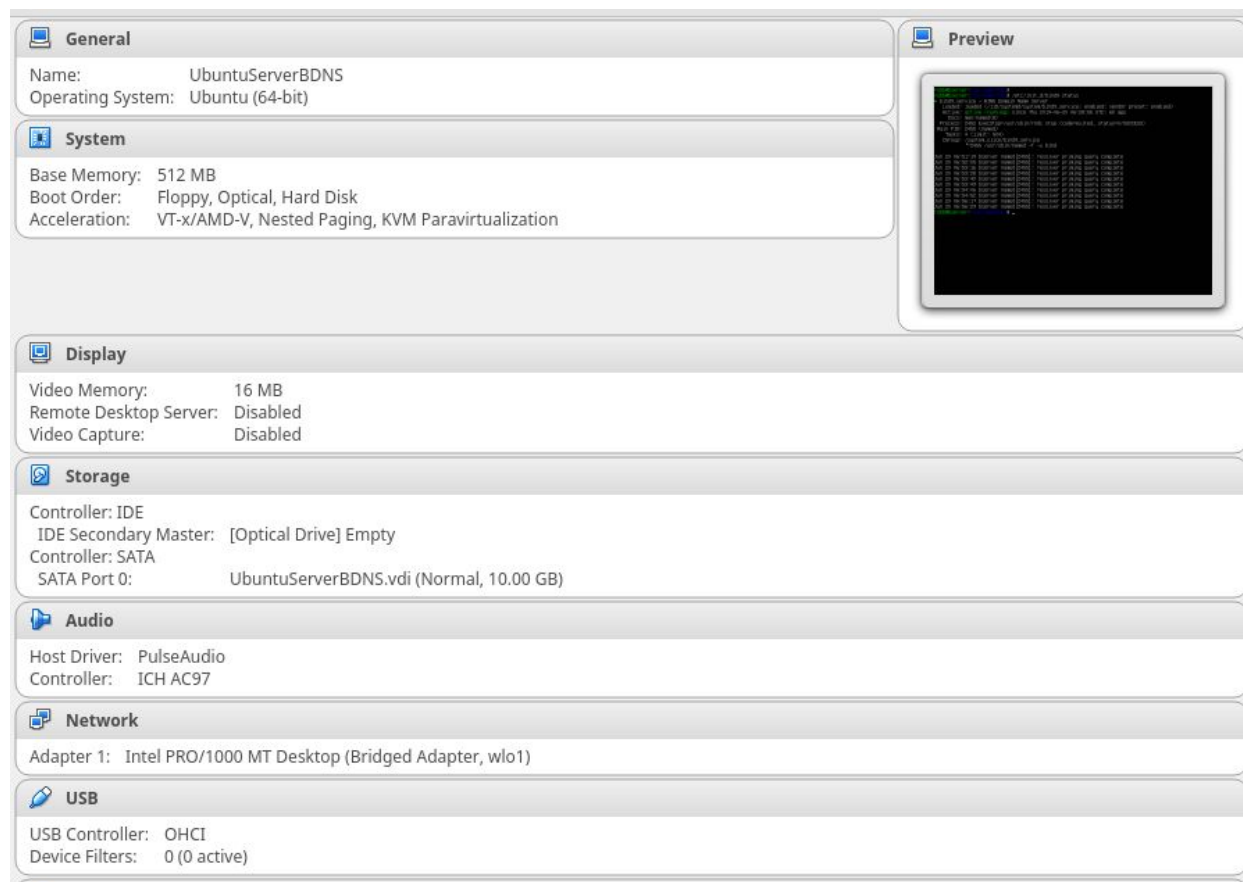 General
Name: UbuntuServerBDNS
Operating System: Ubuntu (64-bit)
Preview
System
Base Memory: 512 MB
Boot Order: Floppy, Optical, Hard Disk
Acceleration: VT-x/AMD-V, Nested Paging, KVM Paravirtualization
Display
Video Memory: 16 MB
Remote Desktop Server: Disabled
Video Capture: Disabled
Storage
Controller: IDE
IDE Secondary Master: [Optical Drive] Empty
Controller: SATA
SATA Port 0: UbuntuServerBDNS.vdi (Normal, 10.00 GB)
Audio
Host Driver: PulseAudio
Controller: ICH AC97
Network
Adapter 1: Intel PRO/1000 MT Desktop (Bridged Adapter, wlo1)
USB
USB Controller: OHCI
Device Filters: 0 (0 active)